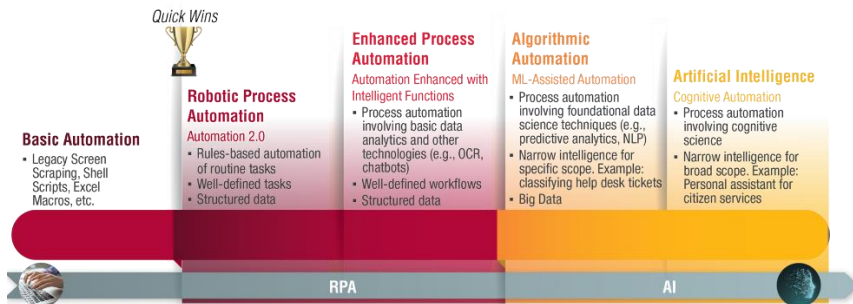 Quick Wins
Basic Automation
▪ Legacy Screen
Scraping, Shell
Scripts, Excel
Macros, etc.
Robotic Process
Automation
Automation 2.0
▪ Rules-based automation
of routine tasks
▪ Well-defined tasks
▪ Structured data
Enhanced Process
Automation
Automation Enhanced with
Intelligent Functions
▪ Process automation
involving basic data
analytics and other
technologies (e.g., OCR,
chatbots)
▪ Well-defined workflows
▪ Structured data
Algorithmic
Automation
ML-Assisted Automation
▪ Process automation
involving foundational data
science techniques (e.g.,
predictive analytics, NLP)
▪ Narrow intelligence for
specific scope. Example:
classifying help desk tickets
▪ Big Data
Artificial Intelligence
Cognitive Automation
▪ Process automation
involving cognitive
science
▪ Narrow intelligence for
broad scope. Example:
Personal assistant for
citizen services
RPA
AI